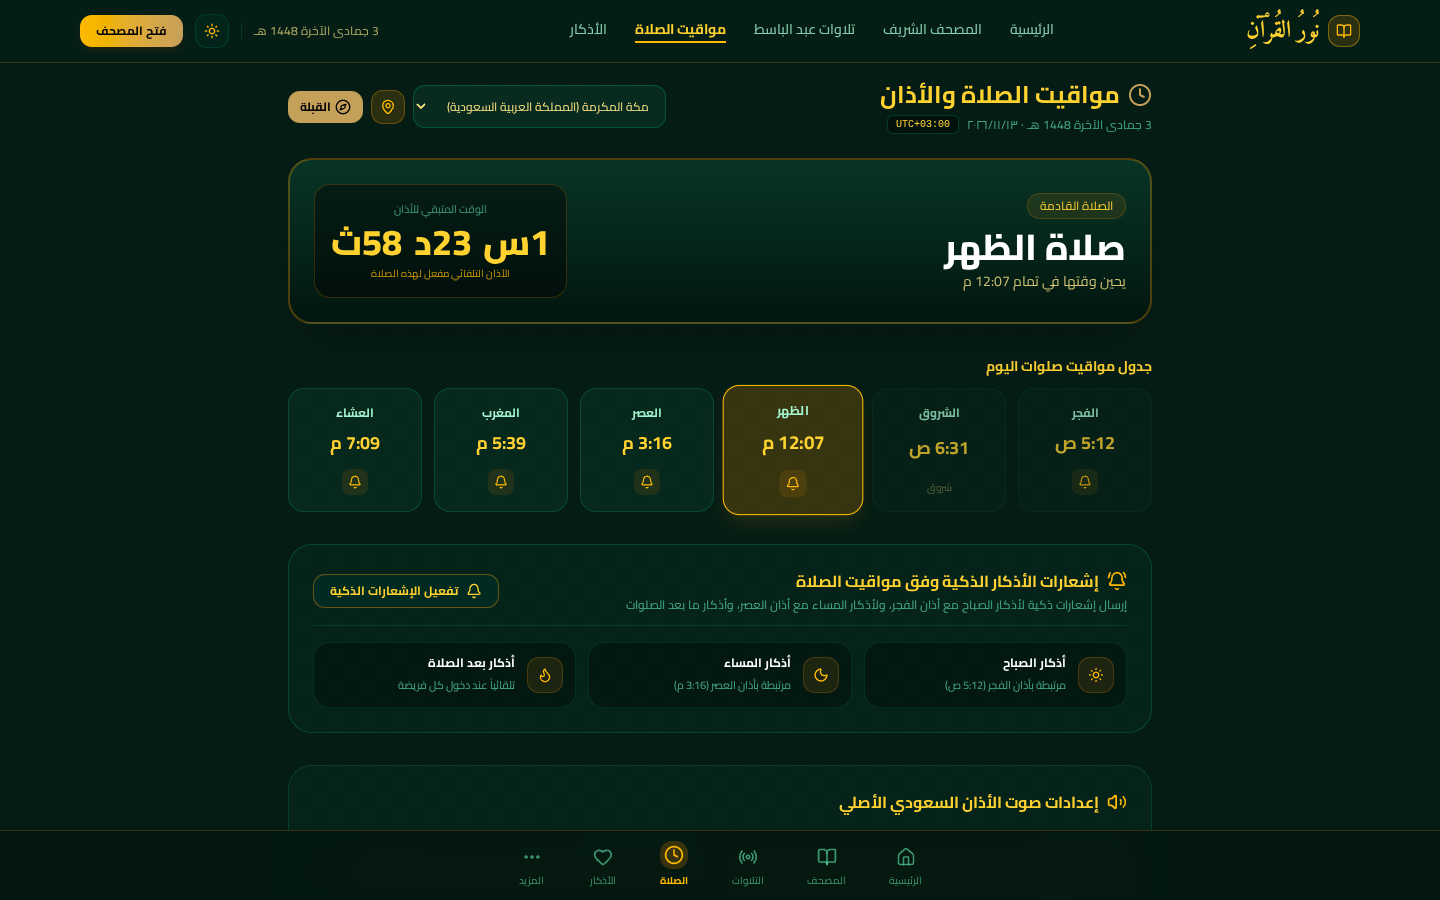 نُورُ القُرآن
الرئيسية
المصحف الشريف
تلاوات عبد الباسط
مواقيت الصلاة
الأذكار
3 جمادى الآخرة 1448 هـ
فتح المصحف
مواقيت الصلاة والأذان
3 جمادى الآخرة 1448 هـ · ٢٠٢٦/١١/١٣
UTC+03:00
مكة المكرمة (المملكة العربية السعودية)
القبلة
الصلاة القادمة
صلاة الظهر
يحين وقتها في تمام 12:07 م
الوقت المتبقي للأذان
1س 23د 58ث
الأذان التلقائي مفعل لهذه الصلاة
جدول مواقيت صلوات اليوم
الفجر
5:12 ص
الشروق
6:31 ص
شروق
الظهر
12:07 م
العصر
3:16 م
المغرب
5:39 م
العشاء
7:09 م
إشعارات الأذكار الذكية وفق مواقيت الصلاة
إرسال إشعارات ذكية لأذكار الصباح مع أذان الفجر، ولأذكار المساء مع أذان العصر، وأذكار ما بعد الصلوات
تفعيل الإشعارات الذكية
أذكار الصباح
مرتبطة بأذان الفجر (5:12 ص)
أذكار المساء
مرتبطة بأذان العصر (3:16 م)
أذكار بعد الصلاة
تلقائياً عند دخول كل فريضة
إعدادات صوت الأذان السعودي الأصلي
الرئيسية
المصحف
التلاوات
الصلاة
الأذكار
المزيد